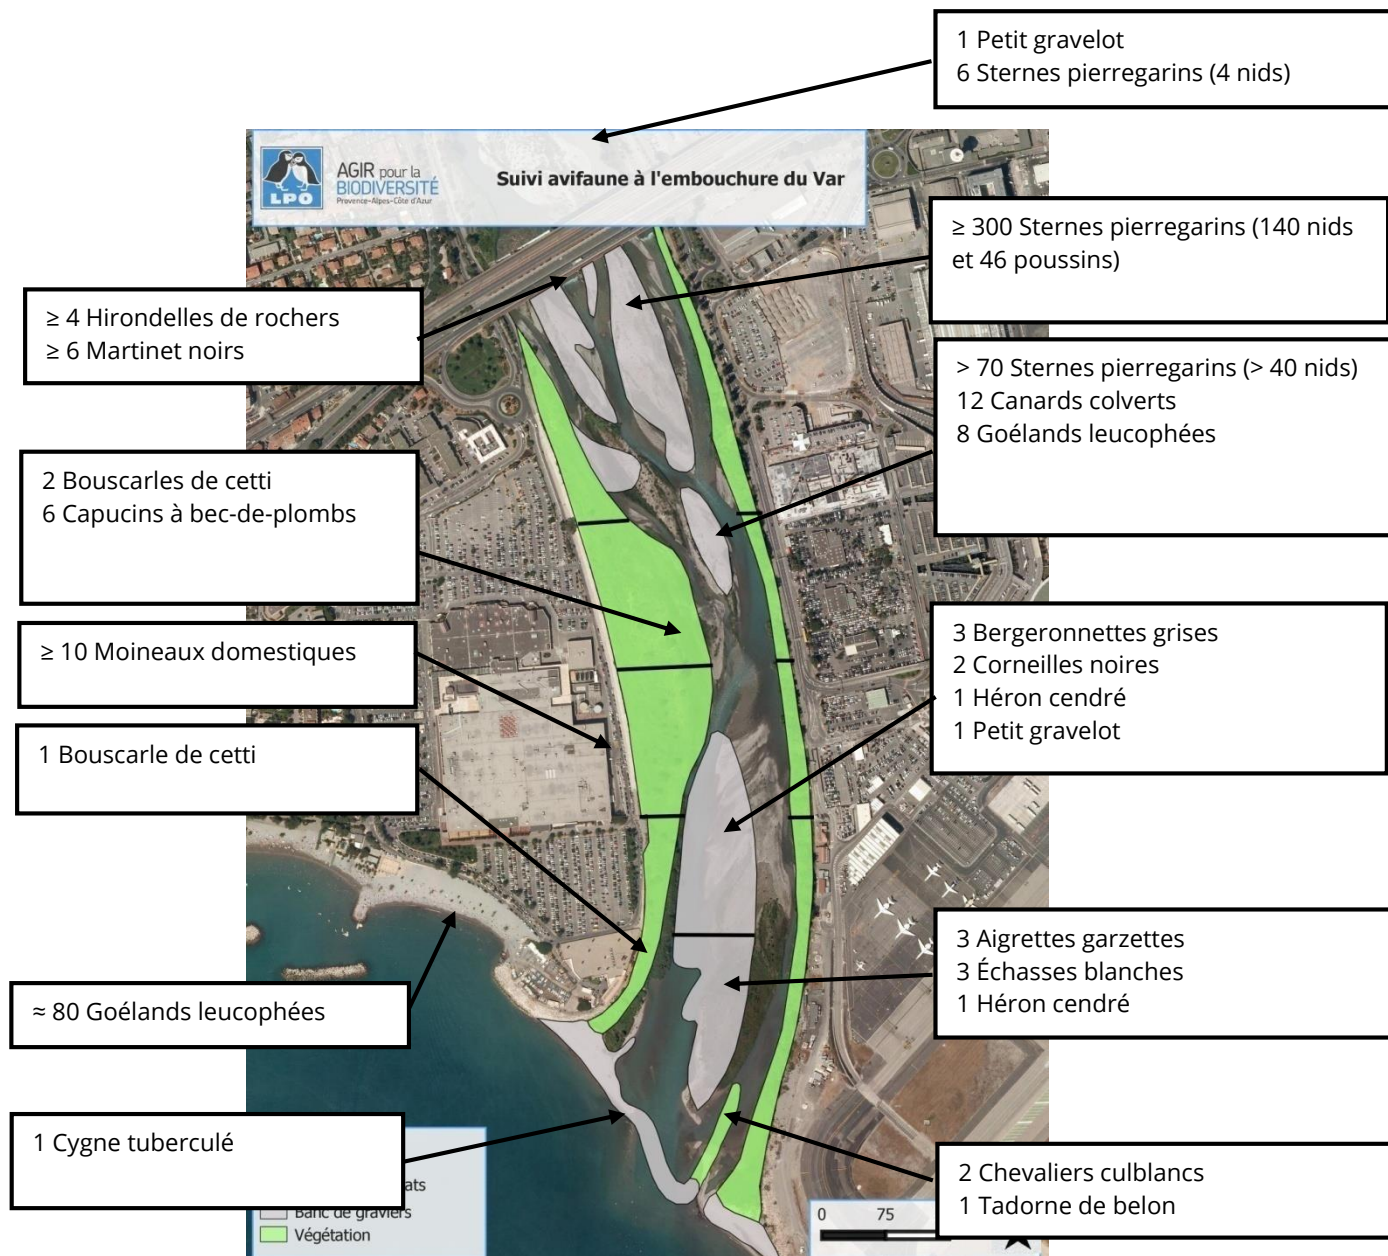 1 Petit gravelot
6 Sternes pierregarins (4 nids)
LPO
AGIR pour la
BIODIVERSITÉ
Provence-Alpes-Côte d'Azur
Suivi avifaune à l'embouchure du Var
≥ 300 Sternes pierregarins (140 nids
et 46 poussins)
≥ 4 Hirondelles de rochers
≥ 6 Martinet noirs
> 70 Sternes pierregarins (> 40 nids)
12 Canards colverts
8 Goélands leucophées
2 Bouscarles de cetti
6 Capucins à bec-de-plombs
≥ 10 Moineaux domestiques
3 Bergeronnettes grises
2 Corneilles noires
1 Héron cendré
1 Petit gravelot
1 Bouscarle de cetti
3 Aigrettes garzettes
3 Échasses blanches
1 Héron cendré
≈ 80 Goélands leucophées
1 Cygne tuberculé
2 Chevaliers culblancs
1 Tadorne de belon
Banc de graviers
Végétation
0 75